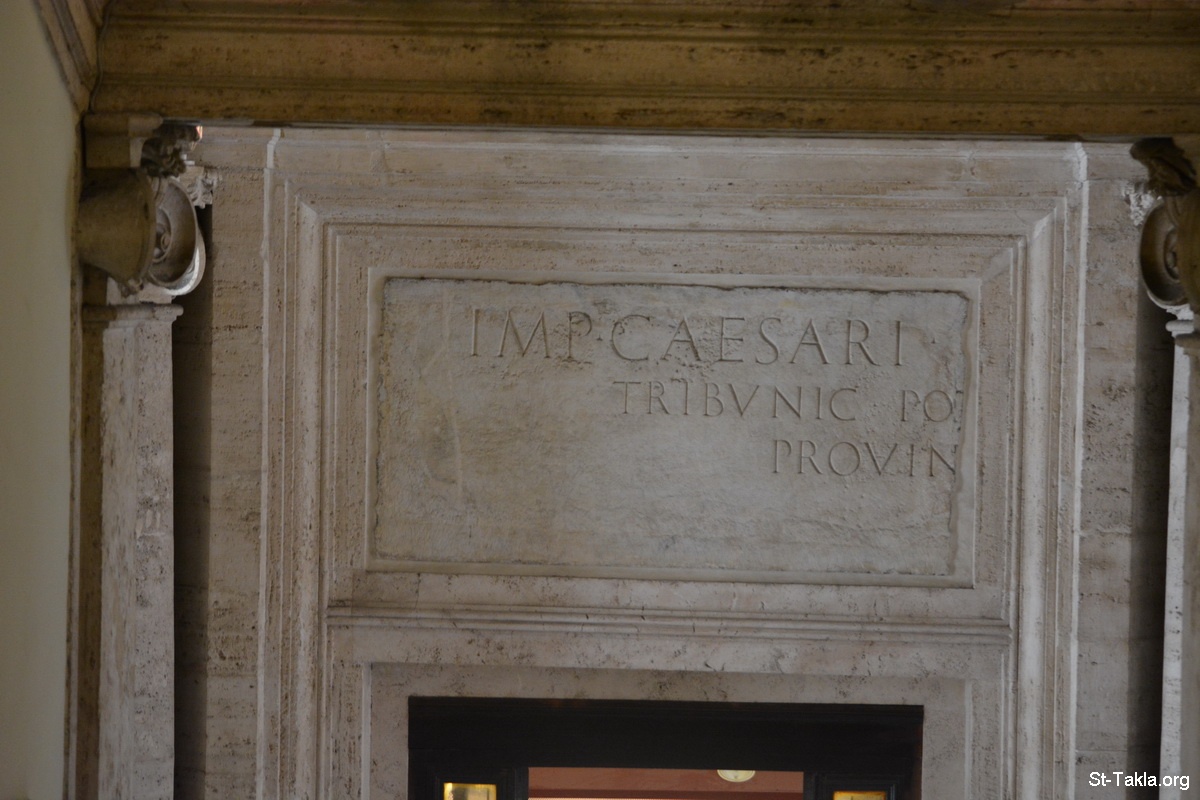 IMP·CAESARI
TRIBVNIC PO
PROVIN
St-Takla.org